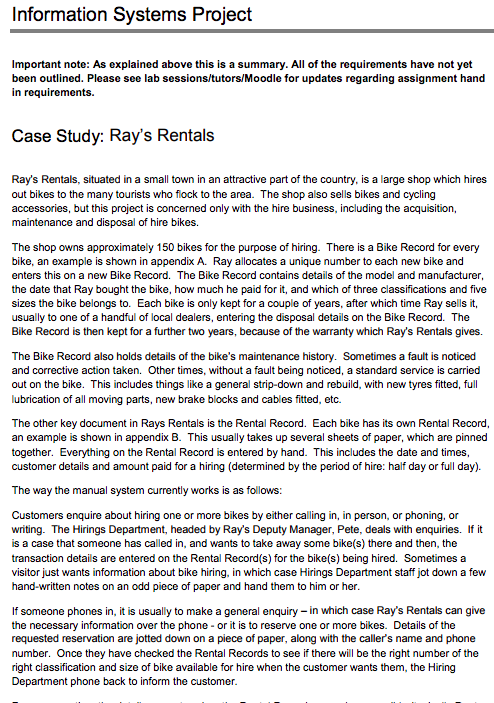 Information Systems Project
Important note: As explained above this is a summary. All of the requirements have not yet
been outlined. Please see lab sessions/tutors/Moodle for updates regarding assignment hand
in requirements.
Case Study: Ray's Rentals
Ray's Rentals, situated in a small town in an attractive part of the country, is a large shop which hires
out bikes to the many tourists who flock to the area. The shop also sells bikes and cycling
accessories, but this project is concerned only with the hire business, including the acquisition,
maintenance and disposal of hire bikes.
The shop owns approximately 150 bikes for the purpose of hiring. There is a Bike Record for every
bike, an example is shown in appendix A. Ray allocates a unique number to each new bike and
enters this on a new Bike Record. The Bike Record contains details of the model and manufacturer,
the date that Ray bought the bike, how much he paid for it, and which of three classifications and five
sizes the bike belongs to. Each bike is only kept for a couple of years, after which time Ray sells it,
usually to one of a handful of local dealers, entering the disposal details on the Bike Record. The
Bike Record is then kept for a further two years, because of the warranty which Ray's Rentals gives.
The Bike Record also holds details of the bike's maintenance history. Sometimes a fault is noticed
and corrective action taken. Other times, without a fault being noticed, a standard service is carried
out on the bike. This includes things like a general strip-down and rebuild, with new tyres fitted, full
lubrication of all moving parts, new brake blocks and cables fitted, etc.
The other key document in Rays Rentals is the Rental Record. Each bike has its own Rental Record,
an example is shown in appendix B. This usually takes up several sheets of paper, which are pinned
together. Everything on the Rental Record is entered by hand. This includes the date and times,
customer details and amount paid for a hiring (determined by the period of hire: half day or full day).
The way the manual system currently works is as follows:
Customers enquire about hiring one or more bikes by either calling in, in person, or phoning, or
writing. The Hirings Department, headed by Ray's Deputy Manager, Pete, deals with enquiries. If it
is a case that someone has called in, and wants to take away some bike(s) there and then, the
transaction details are entered on the Rental Record(s) for the bike(s) being hired. Sometimes a
visitor just wants information about bike hiring, in which case Hirings Department staff jot down a few
hand-written notes on an odd piece of paper and hand them to him or her.
If someone phones in, it is usually to make a general enquiry – in which case Ray's Rentals can give
the necessary information over the phone - or it is to reserve one or more bikes. Details of the
requested reservation are jotted down on a piece of paper, along with the caller's name and phone
number. Once they have checked the Rental Records to see if there will be the right number of the
right classification and size of bike available for hire when the customer wants them, the Hiring
Department phone back to inform the customer.